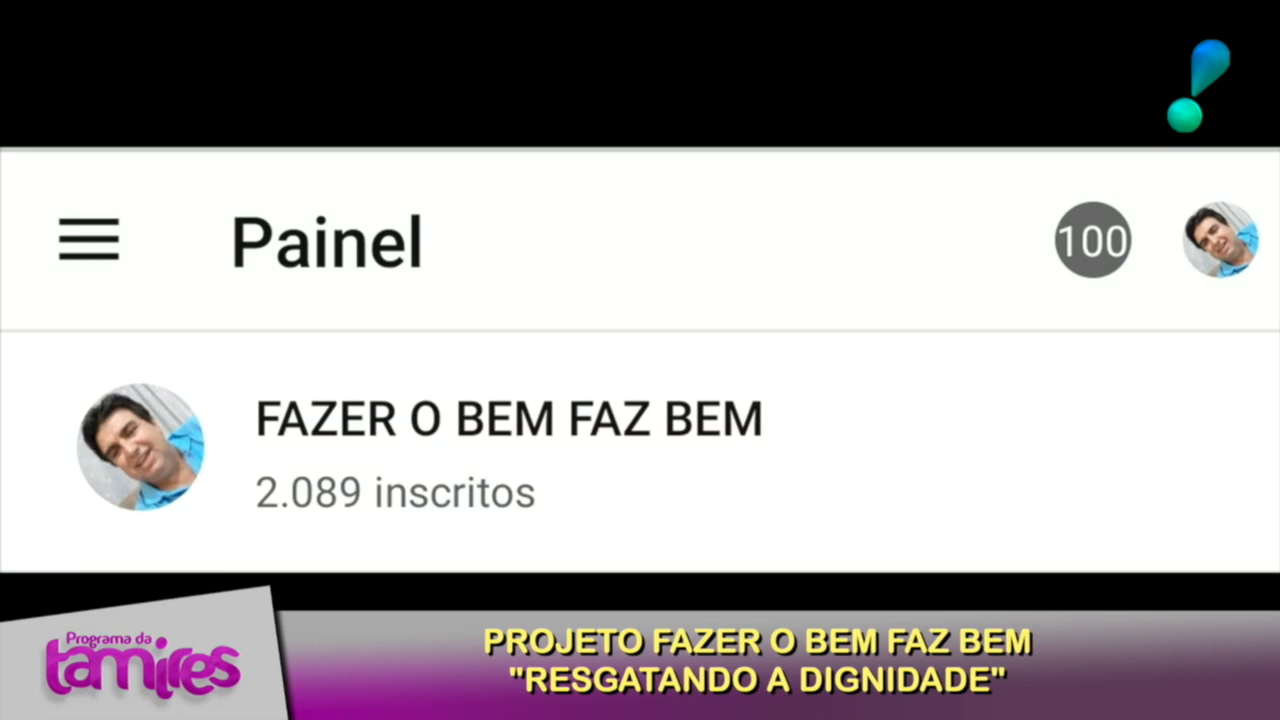 Painel
100
FAZER O BEM FAZ BEM
2.089 inscritos
Programa da
tamires
PROJETO FAZER O BEM FAZ BEM
"RESGATANDO A DIGNIDADE"